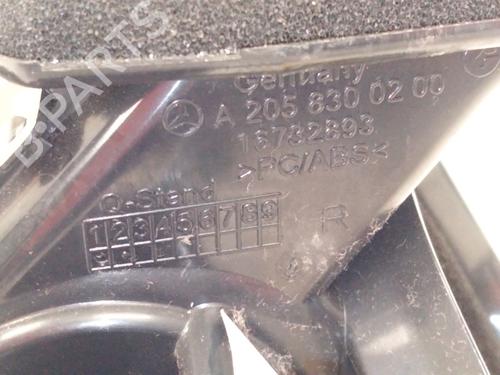 B-PARTS
Germany
A 205 830 02 00
16732893
>PC/ABS<
Q-Stand
1 2 3 4 5 6 7 8 9
R